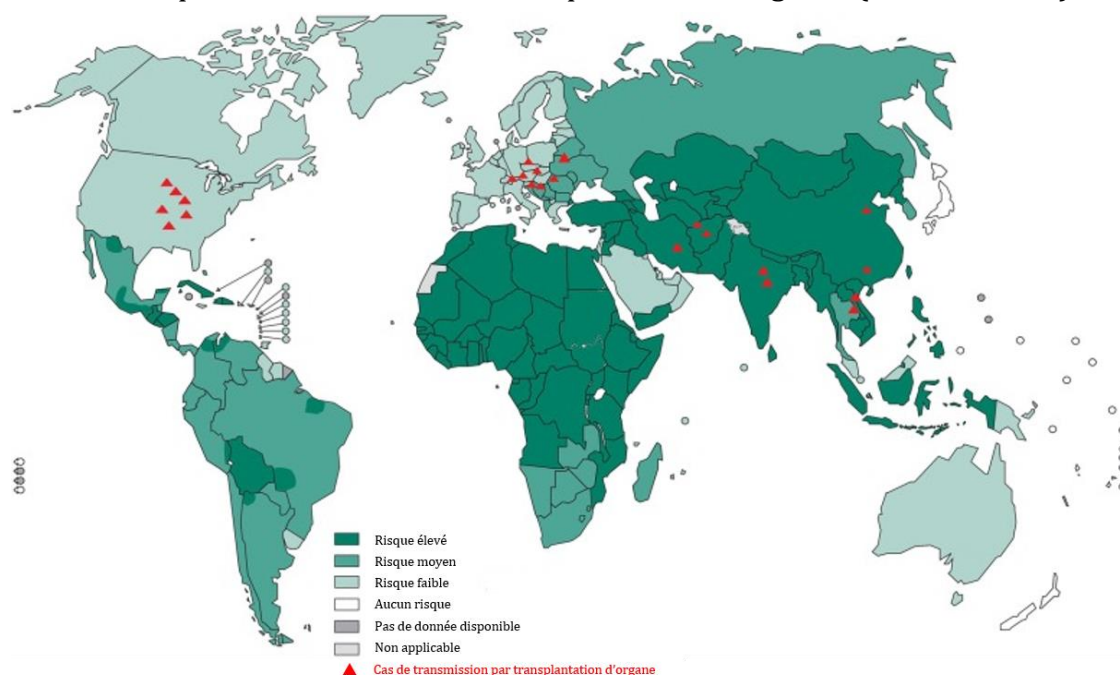 Risque élevé
Risque moyen
Risque faible
Aucun risque
Pas de donnée disponible
Non applicable
Cas de transmission par transplantation d'organe